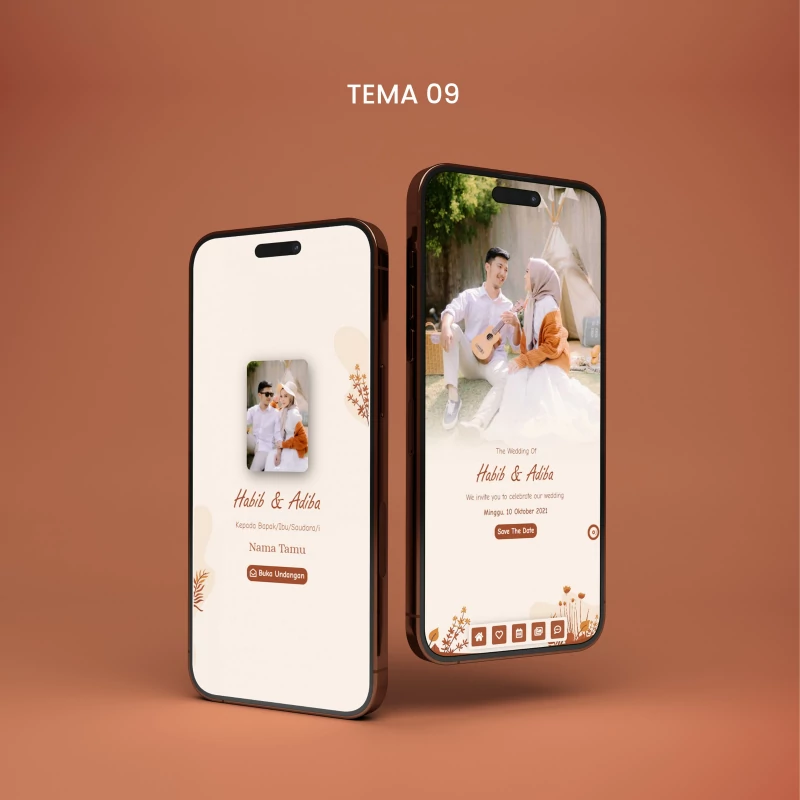 TEMA 09
Habib & Adiba
Kepada Bapak/Ibu/Saudara/i
Nama Tamu
Buka Undangan
The Wedding Of
Habib & Adiba
We invite you to celebrate our wedding
Minggu, 10 Oktober 2021
Save The Date